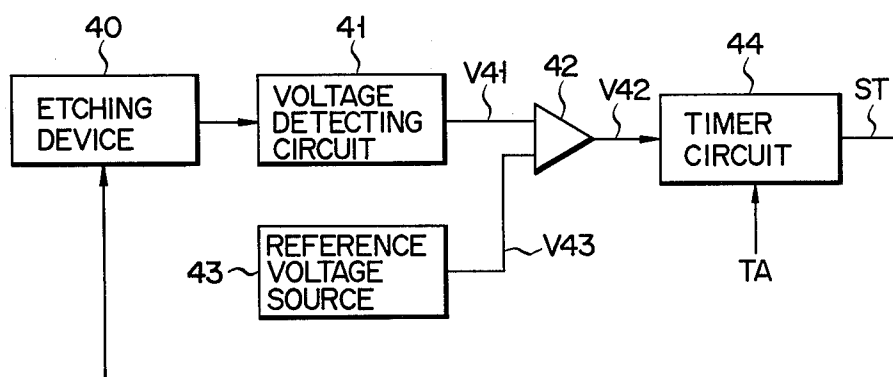 40
41
42
44
V41
V42
ST
ETCHING
DEVICE
VOLTAGE
DETECTING
CIRCUIT
TIMER
CIRCUIT
43
REFERENCE
VOLTAGE
SOURCE
V43
TA